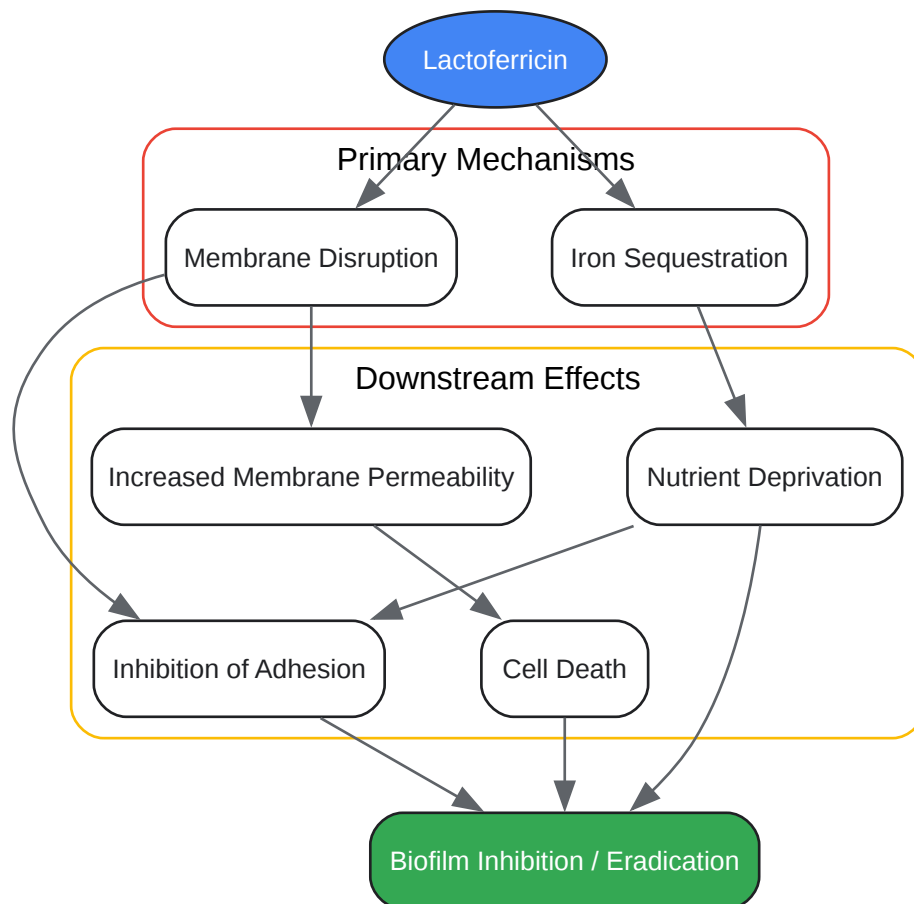 Lactoferricin
Primary Mechanisms
Membrane Disruption
Iron Sequestration
Downstream Effects
Increased Membrane Permeability
Nutrient Deprivation
Inhibition of Adhesion
Cell Death
Biofilm Inhibition / Eradication